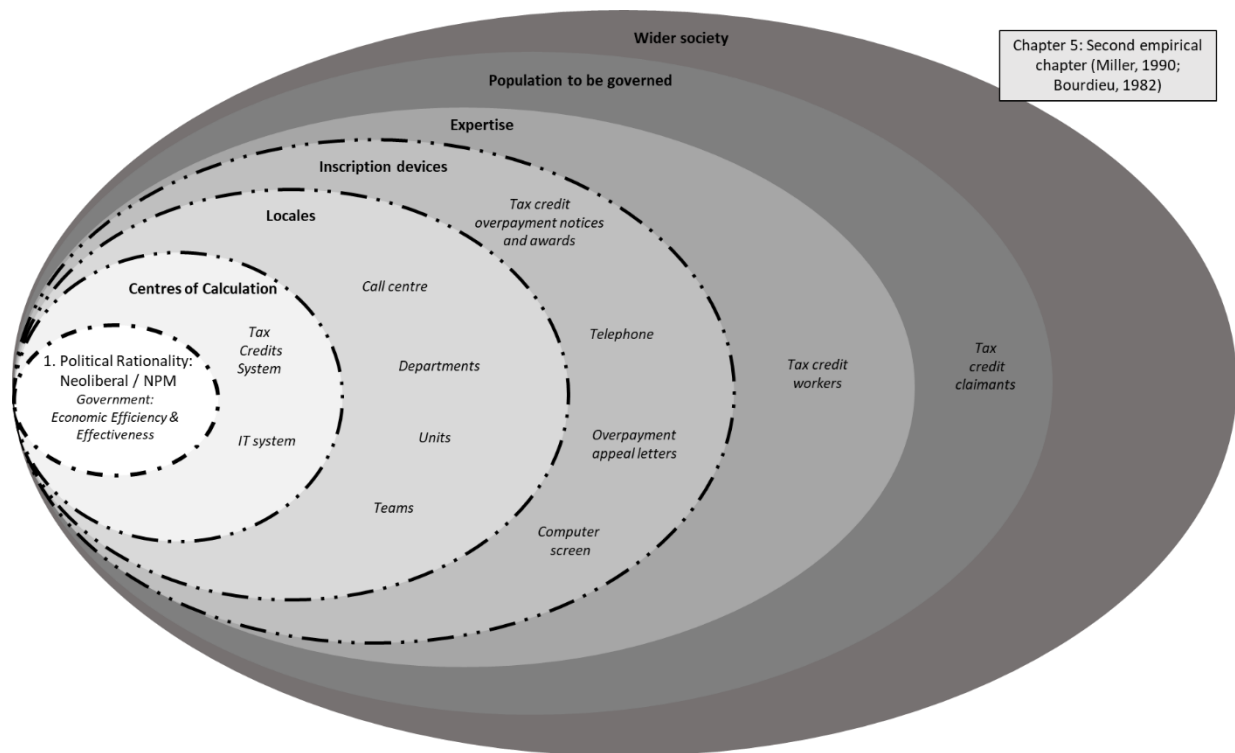 Wider society
Chapter 5: Second empirical
chapter (Miller, 1990;
Bourdieu, 1982)
Population to be governed
Expertise
Inscription devices
Tax credit
overpayment notices
and awards
Locales
Centres of Calculation
Call centre
Tax
Credits
System
Telephone
1. Political Rationality:
Neoliberal / NPM
Government:
Economic Efficiency &
Effectiveness
Departments
Tax credit
workers
Tax
credit
claimants
IT system
Units
Overpayment
appeal letters
Teams
Computer
screen